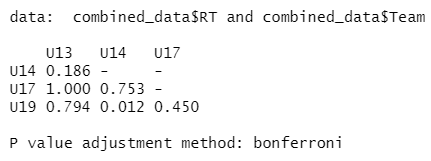 data:  combined_data$RT and combined_data$Team
    U13   U14   U17
U14 0.186 -     -
U17 1.000 0.753 -
U19 0.794 0.012 0.450
P value adjustment method: bonferroni